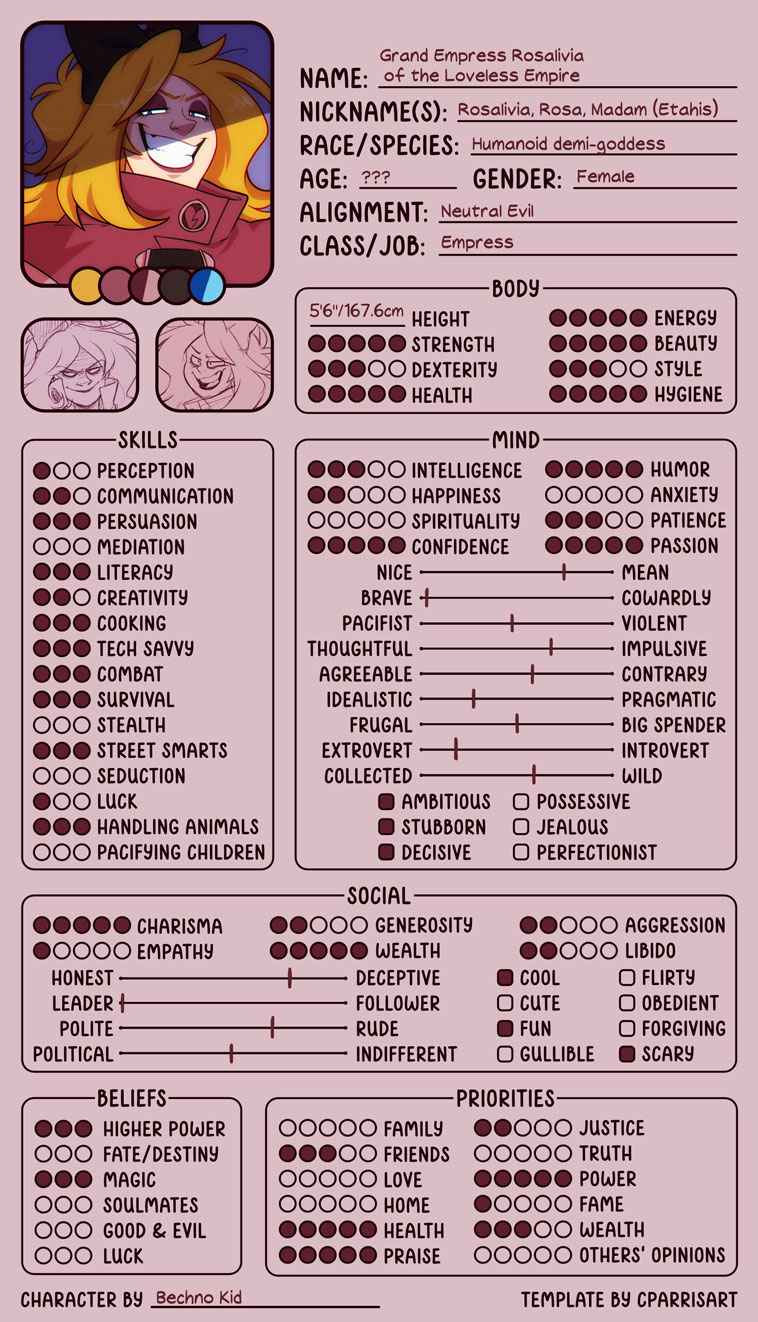 Grand Empress Rosalivia
NAME: of the Loveless Empire
NICKNAME(S): Rosalivia, Rosa, Madam (Etahis)
RACE/SPECIES: Humanoid demi-goddess
AGE: ??? GENDER: Female
ALIGNMENT: Neutral Evil
CLASS/JOB: Empress
BODY
5'6"/167.6cm HEIGHT
STRENGTH
DEXTERITY
HEALTH
ENERGY
BEAUTY
STYLE
HYGIENE
SKILLS
PERCEPTION
COMMUNICATION
PERSUASION
MEDIATION
LITERACY
CREATIVITY
COOKING
TECH SAVVY
COMBAT
SURVIVAL
STEALTH
STREET SMARTS
SEDUCTION
LUCK
HANDLING ANIMALS
PACIFYING CHILDREN
MIND
INTELLIGENCE
HAPPINESS
SPIRITUALITY
CONFIDENCE
HUMOR
ANXIETY
PATIENCE
PASSION
NICE MEAN
BRAVE COWARDLY
PACIFIST VIOLENT
THOUGHTFUL IMPULSIVE
AGREEABLE CONTRARY
IDEALISTIC PRAGMATIC
FRUGAL BIG SPENDER
EXTROVERT INTROVERT
COLLECTED WILD
AMBITIOUS POSSESSIVE
STUBBORN JEALOUS
DECISIVE PERFECTIONIST
SOCIAL
CHARISMA GENEROSITY AGGRESSION
EMPATHY WEALTH LIBIDO
HONEST DECEPTIVE
LEADER FOLLOWER
POLITE RUDE
POLITICAL INDIFFERENT
COOL FLIRTY
CUTE OBEDIENT
FUN FORGIVING
GULLIBLE SCARY
BELIEFS
HIGHER POWER
FATE/DESTINY
MAGIC
SOULMATES
GOOD & EVIL
LUCK
PRIORITIES
FAMILY
FRIENDS
LOVE
HOME
HEALTH
PRAISE
JUSTICE
TRUTH
POWER
FAME
WEALTH
OTHERS' OPINIONS
CHARACTER BY Bechno Kid
TEMPLATE BY CPARRISART